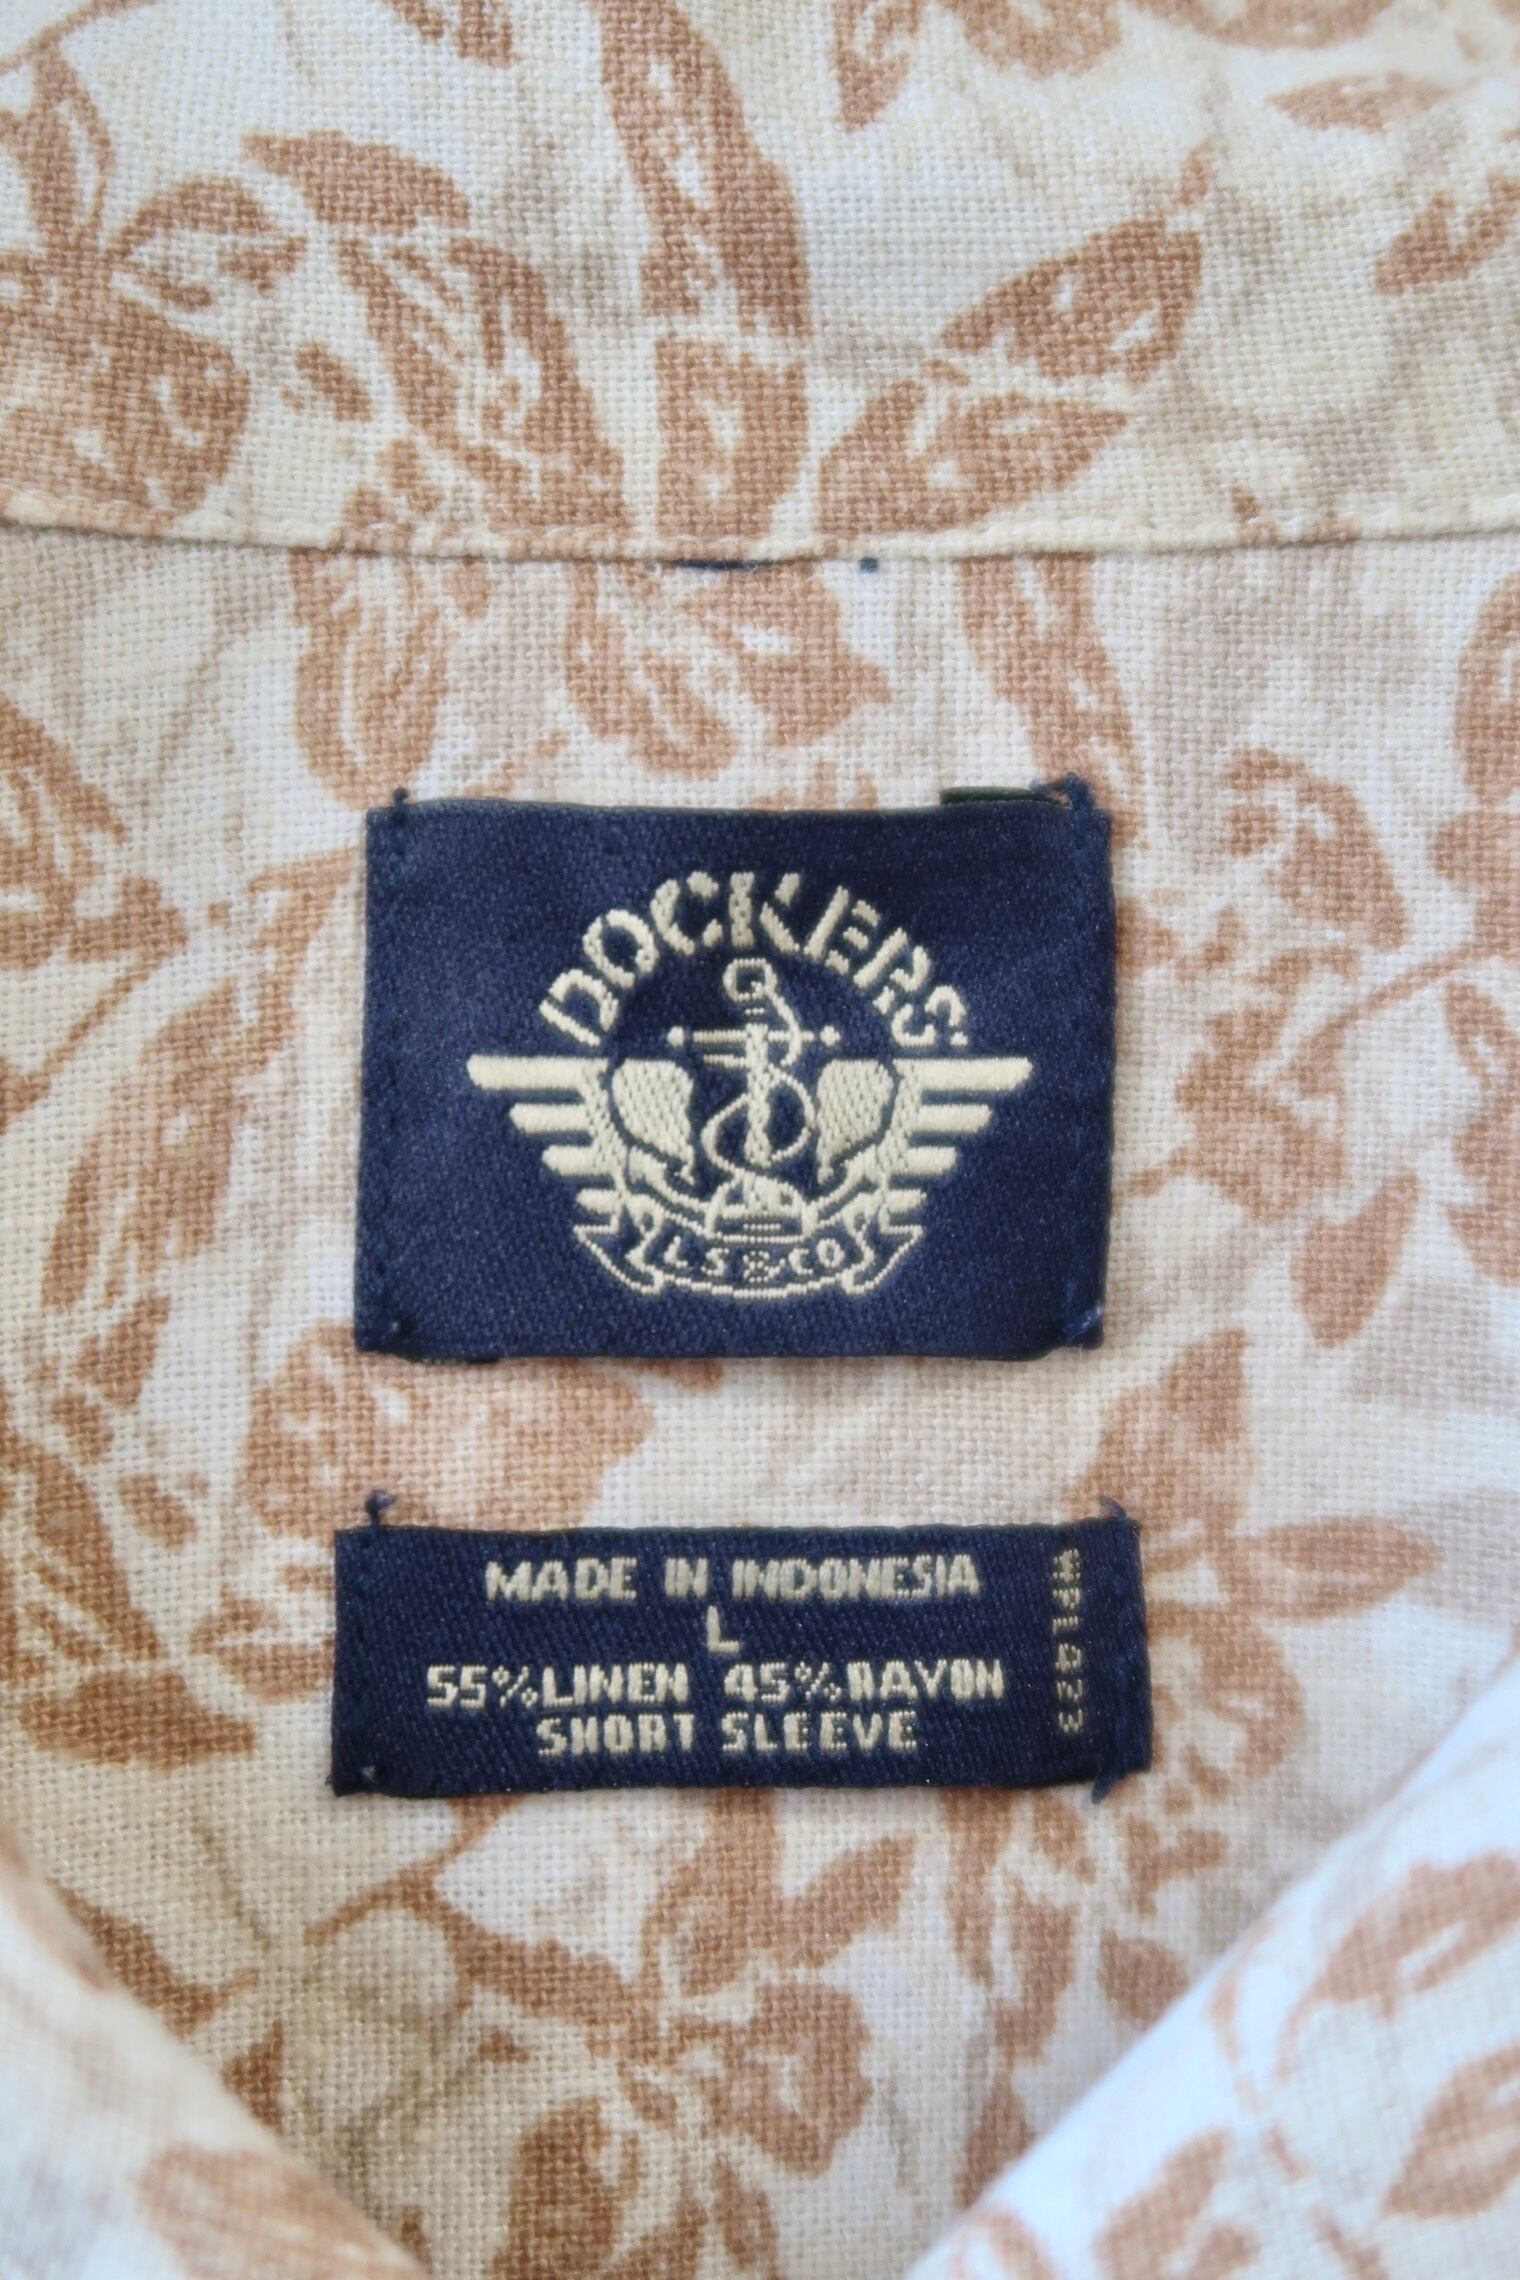 DOCKERS
LS&CO
MADE IN INDONESIA
L
55%LINEN 45%RAYON
SHORT SLEEVE